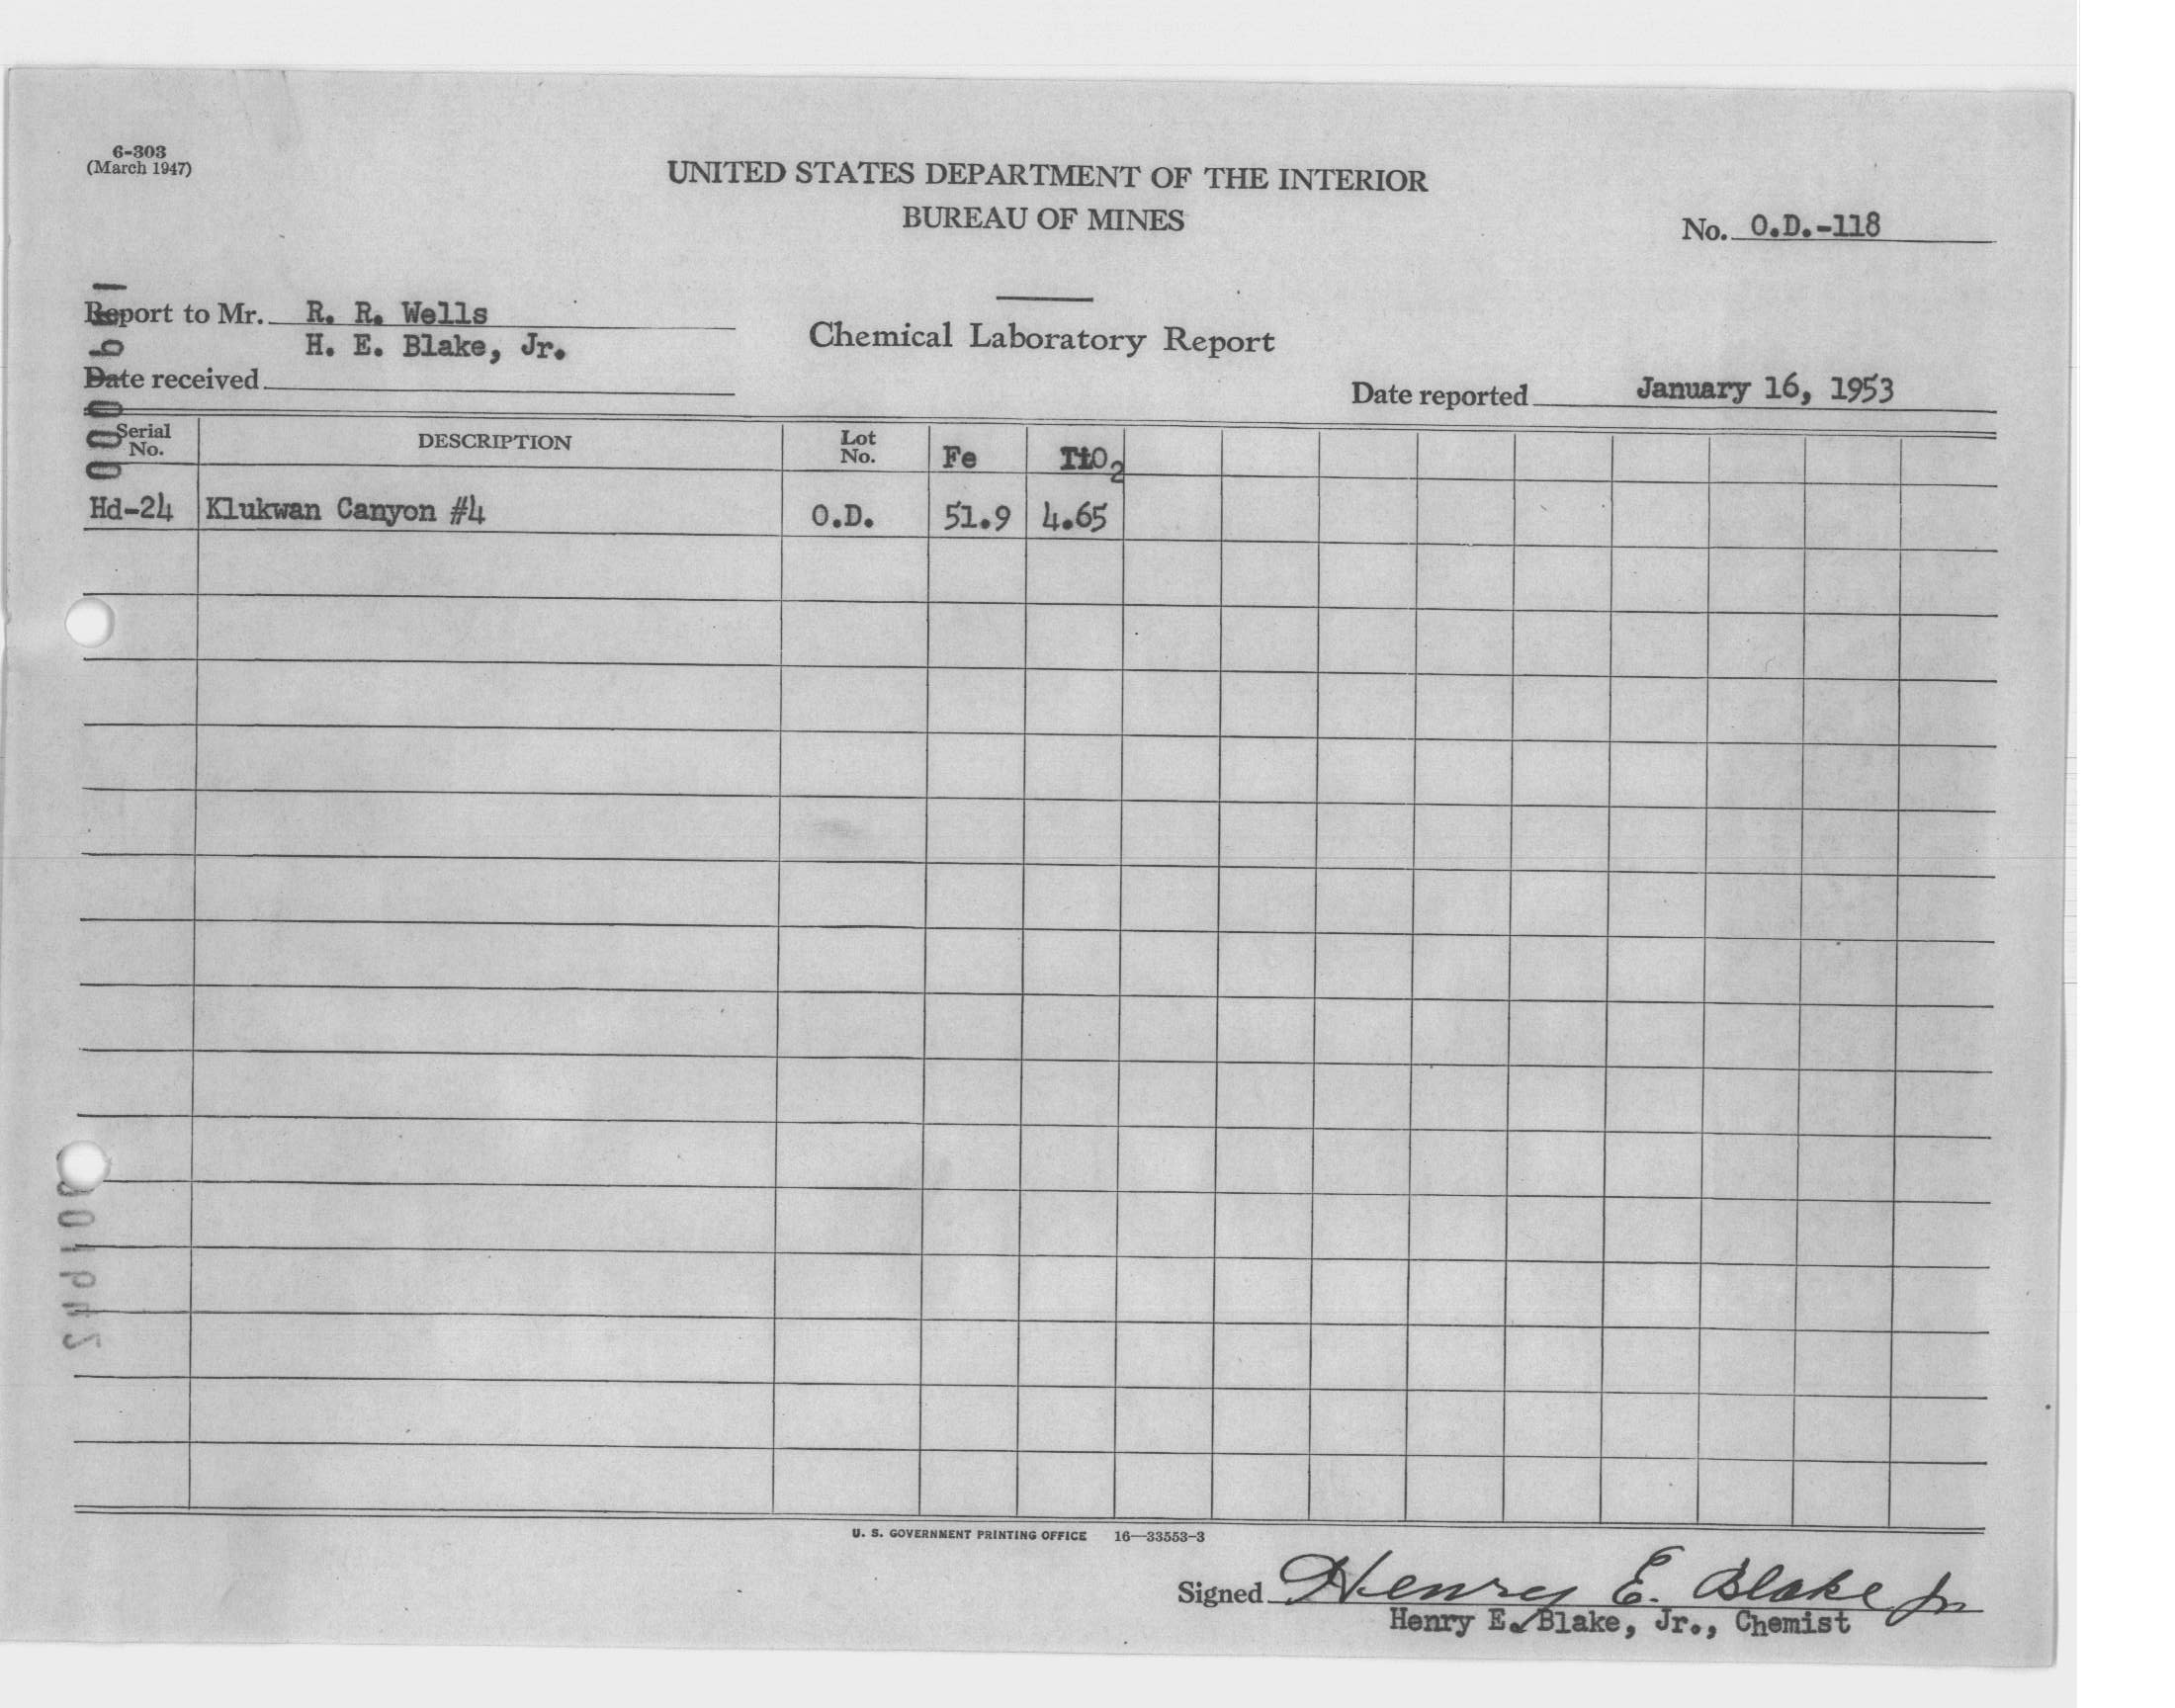 6-303
(March 1947)
UNITED STATES DEPARTMENT OF THE INTERIOR
BUREAU OF MINES
No. O.D.-118
Report to Mr. R. R. Wells
H. E. Blake, Jr.
Chemical Laboratory Report
Date received
Date reported January 16, 1953
Serial No. DESCRIPTION Lot No. Fe TiO2
Hd-24 Klukwan Canyon #4 O.D. 51.9 4.65
U. S. GOVERNMENT PRINTING OFFICE 16—33553-3
Signed Henry E. Blake Jr
Henry E. Blake, Jr., Chemist